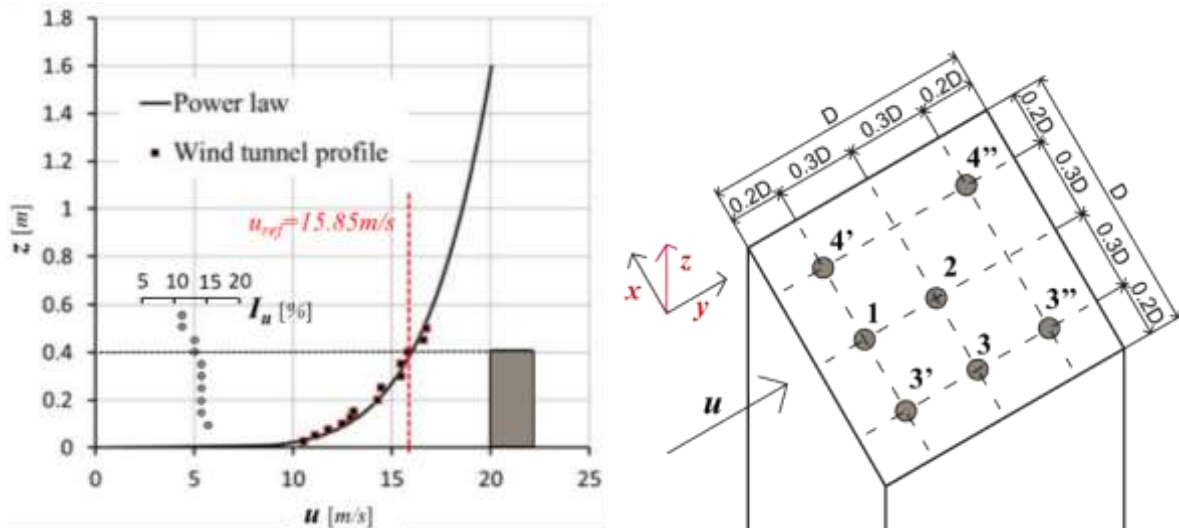 1.8
1.6
1.4
1.2
1
0.8
0.6
0.4
0.2
0
z [m]
Power law
Wind tunnel profile
u_ref=15.85m/s
5 10 15 20
I_u [%]
0 5 10 15 20 25
u [m/s]
D
0.2D 0.3D 0.3D 0.2D
D
0.2D 0.3D 0.3D 0.2D
4”
4’
2
1
3”
3
3’
x z y
u